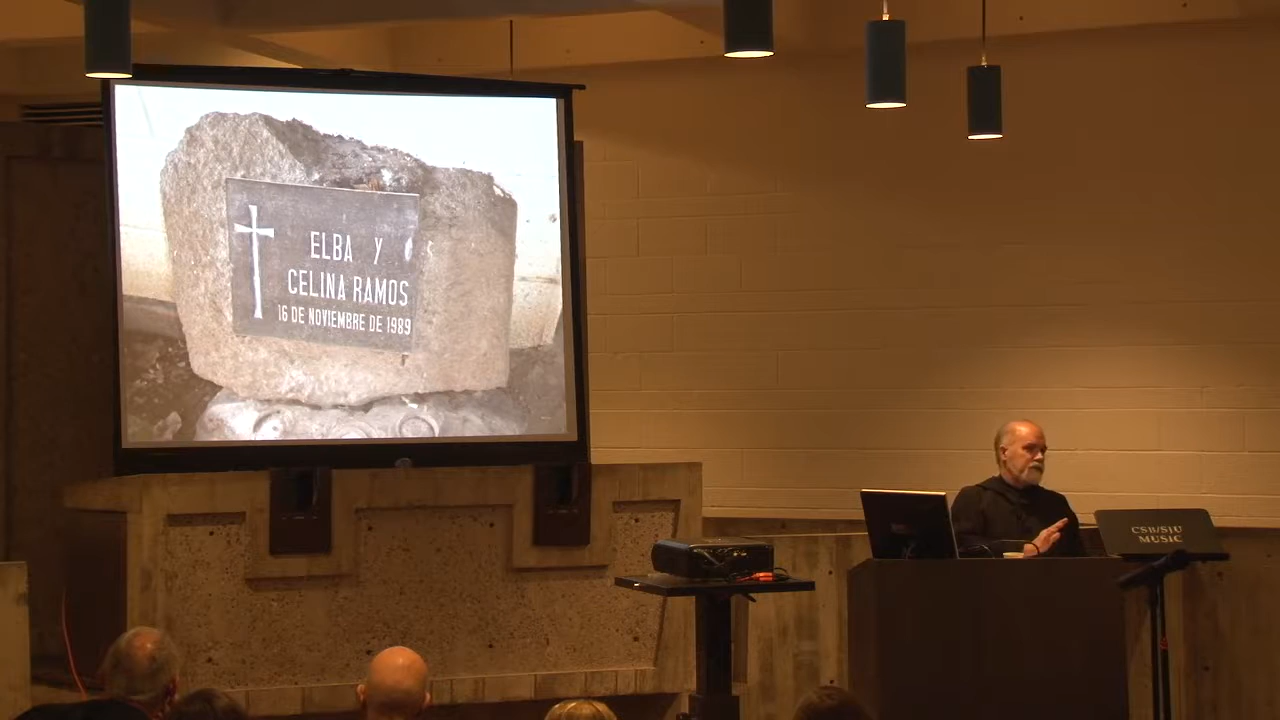 ELBA Y
CELINA RAMOS
16 DE NOVIEMBRE DE 1989
CSB/SJU
MUSIC